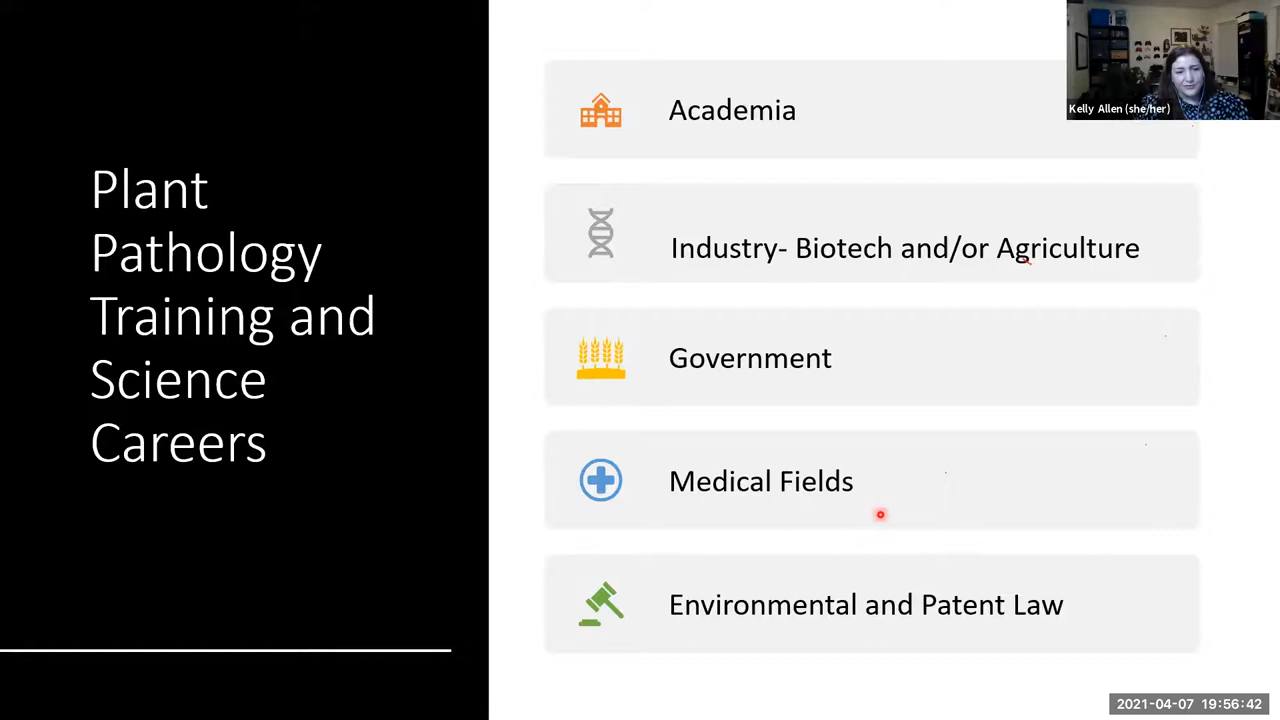 Plant
Pathology
Training and
Science
Careers
Academia
Industry- Biotech and/or Agriculture
Government
Medical Fields
Environmental and Patent Law
Kelly Allen (she/her)
2021-04-07 19:56:42